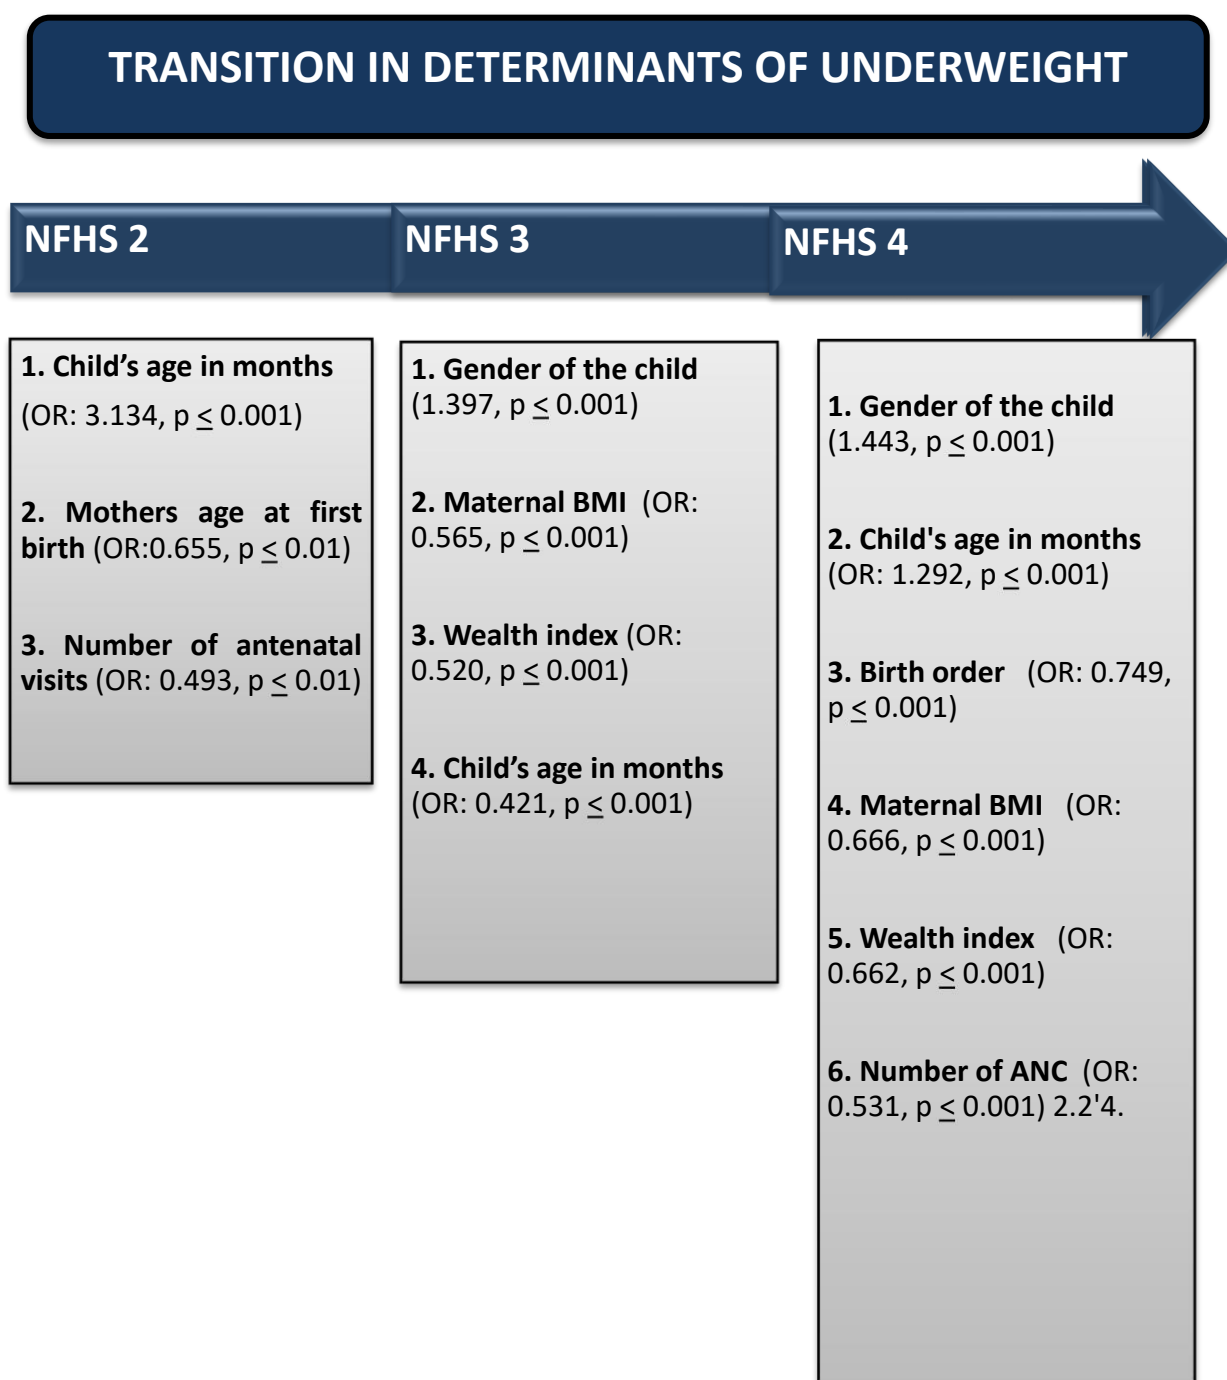 TRANSITION IN DETERMINANTS OF UNDERWEIGHT
NFHS 2
NFHS 3
NFHS 4
1. Child’s age in months
(OR: 3.134, p ≤ 0.001)
2. Mothers age at first
birth (OR:0.655, p ≤ 0.01)
3. Number of antenatal
visits (OR: 0.493, p ≤ 0.01)
1. Gender of the child
(1.397, p ≤ 0.001)
2. Maternal BMI (OR:
0.565, p ≤ 0.001)
3. Wealth index (OR:
0.520, p ≤ 0.001)
4. Child’s age in months
(OR: 0.421, p ≤ 0.001)
1. Gender of the child
(1.443, p ≤ 0.001)
2. Child's age in months
(OR: 1.292, p ≤ 0.001)
3. Birth order (OR: 0.749,
p ≤ 0.001)
4. Maternal BMI (OR:
0.666, p ≤ 0.001)
5. Wealth index (OR:
0.662, p ≤ 0.001)
6. Number of ANC (OR:
0.531, p ≤ 0.001) 2.2'4.